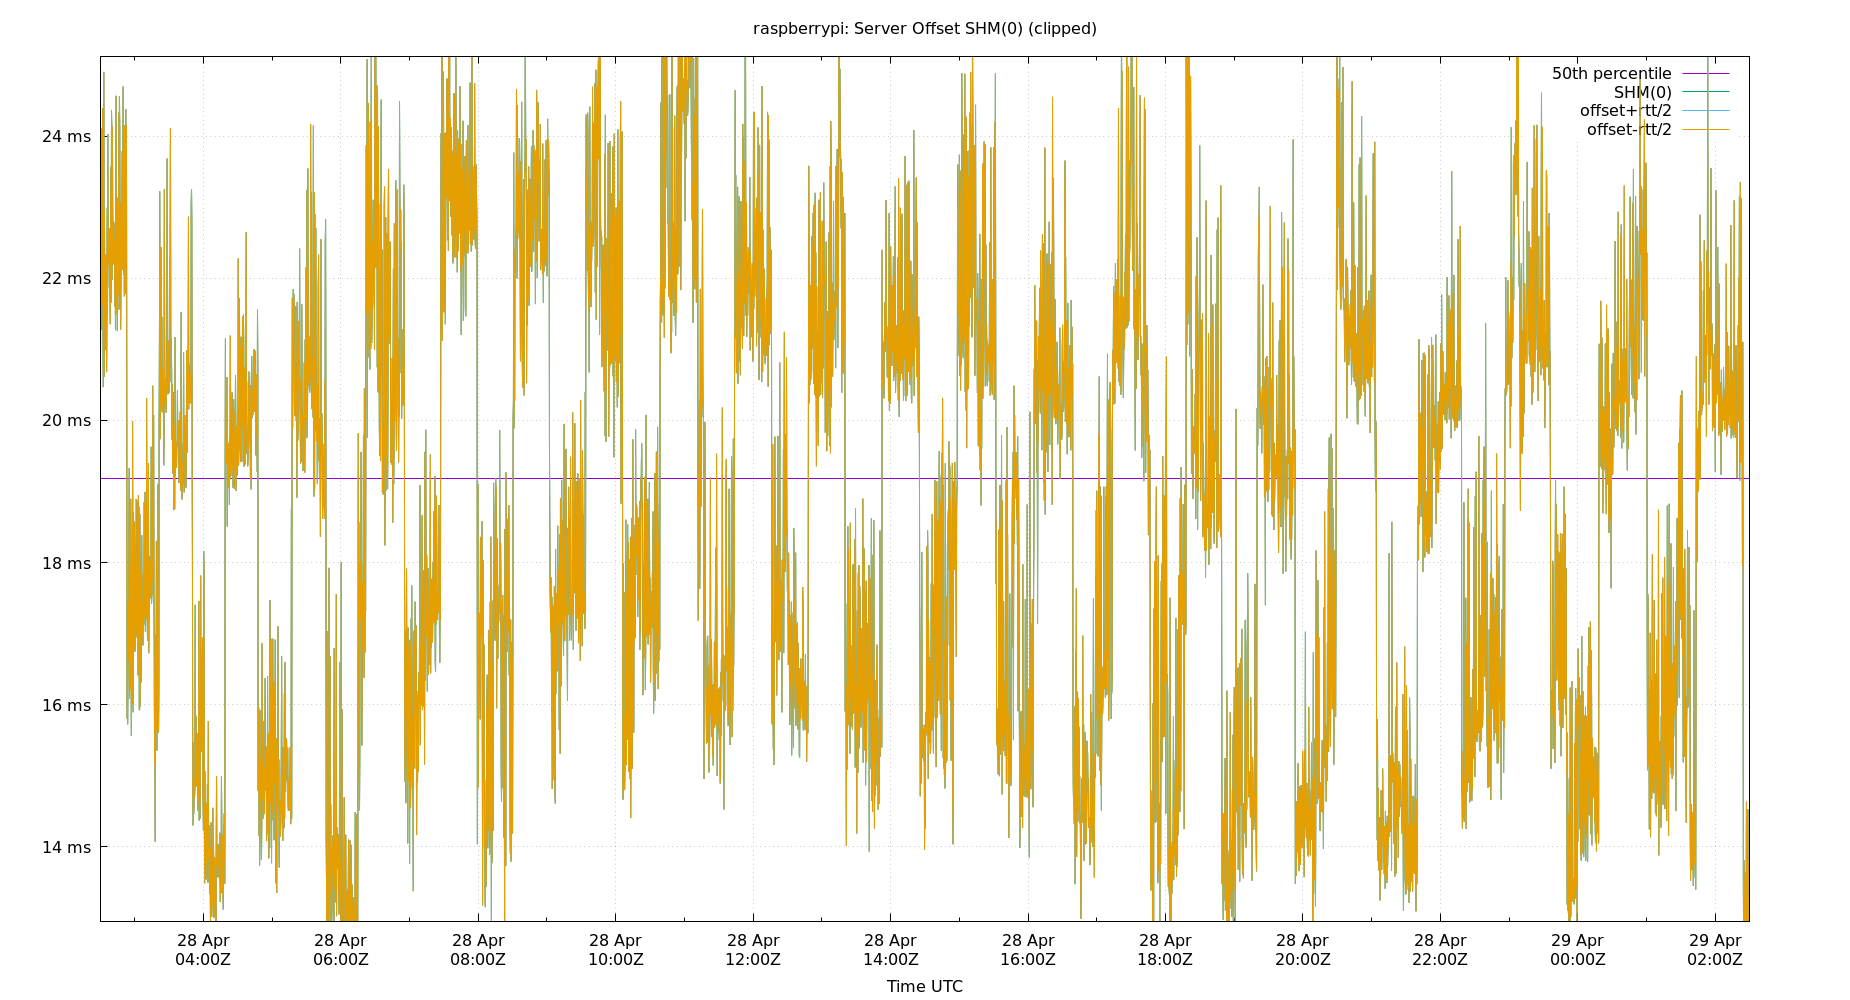 raspberrypi: Server Offset SHM(0) (clipped)
50th percentile
SHM(0)
offset+rtt/2
offset-rtt/2
24 ms
22 ms
20 ms
18 ms
16 ms
14 ms
28 Apr 28 Apr 28 Apr 28 Apr 28 Apr 28 Apr 28 Apr 28 Apr 28 Apr 28 Apr 29 Apr 29 Apr
04:00Z 06:00Z 08:00Z 10:00Z 12:00Z 14:00Z 16:00Z 18:00Z 20:00Z 22:00Z 00:00Z 02:00Z
Time UTC